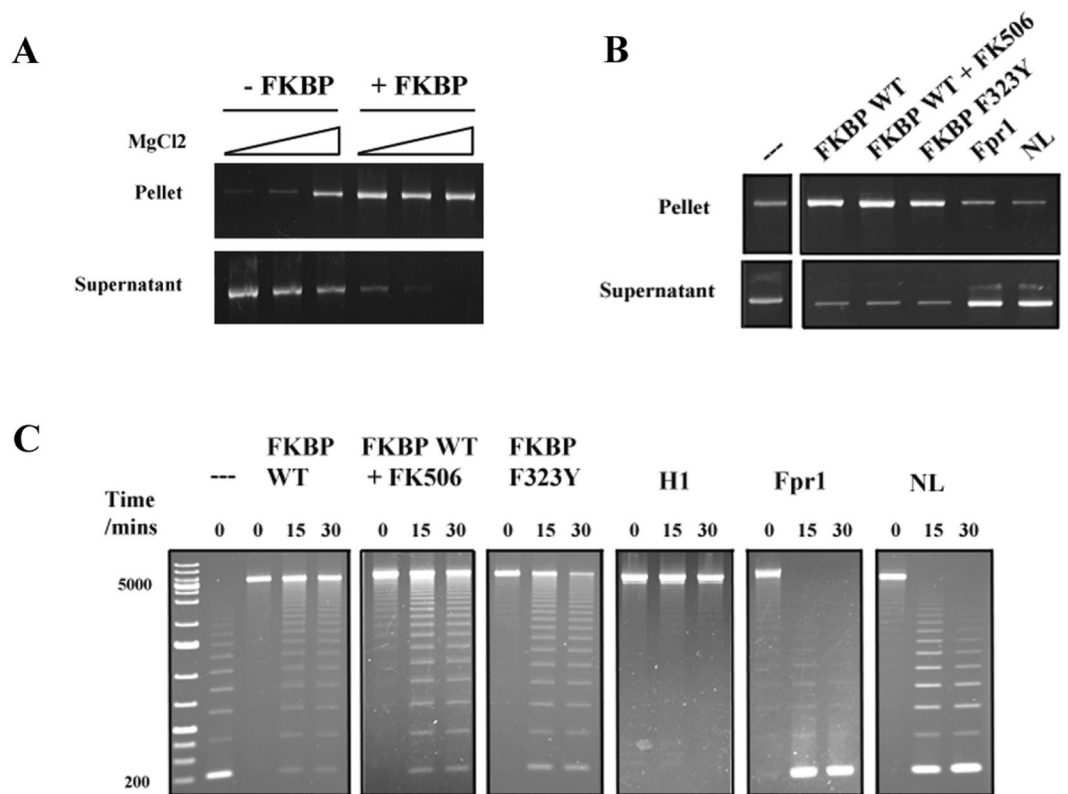 A
- FKBP + FKBP
MgCl2
Pellet
Supernatant
B
--- FKBP WT FKBP WT + FK506 FKBP F323Y Fpr1 NL
Pellet
Supernatant
C
--- FKBP WT FKBP WT + FK506 FKBP F323Y H1 Fpr1 NL
Time /mins 0 0 15 30 0 15 30 0 15 30 0 15 30 0 15 30 0 15 30
5000
200